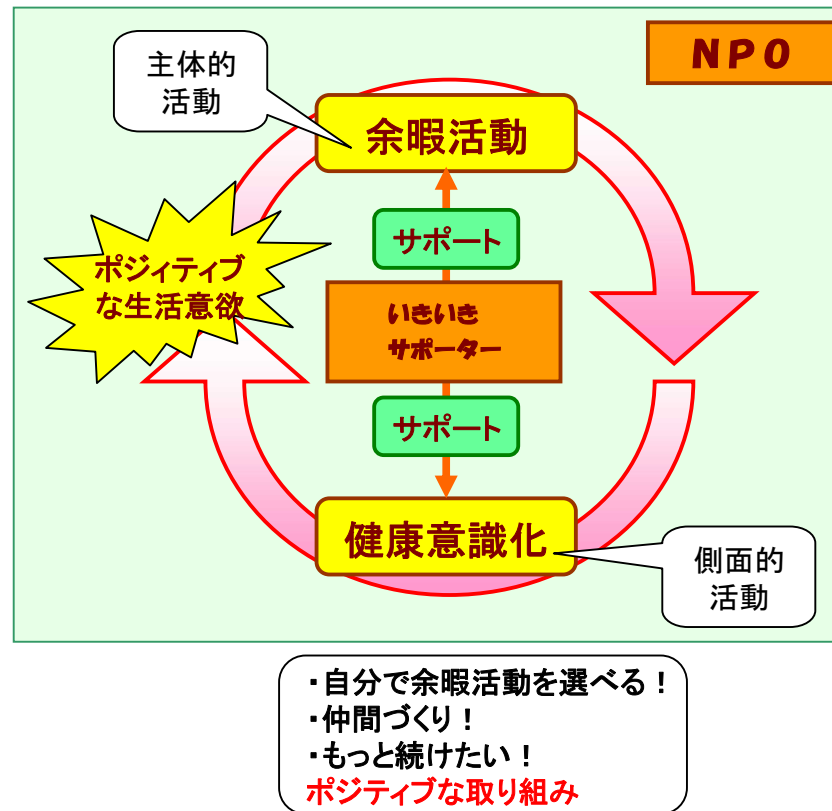 NPO
主体的
活動
余暇活動
サポート
ポジィティブ
な生活意欲
いきいき
サポーター
サポート
健康意識化
側面的
活動
・自分で余暇活動を選べる！
・仲間づくり！
・もっと続けたい！
ポジティブな取り組み